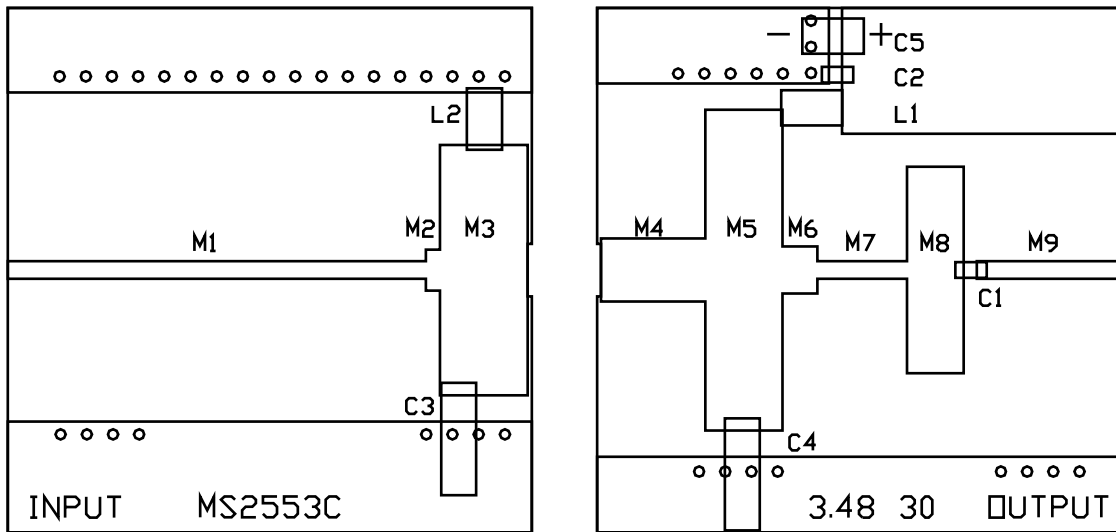 - + C5
C2
L2
L1
M2 M3
M1
M4 M5 M6 M7 M8 M9
C1
C3
C4
INPUT MS2553C
3.48 30 OUTPUT